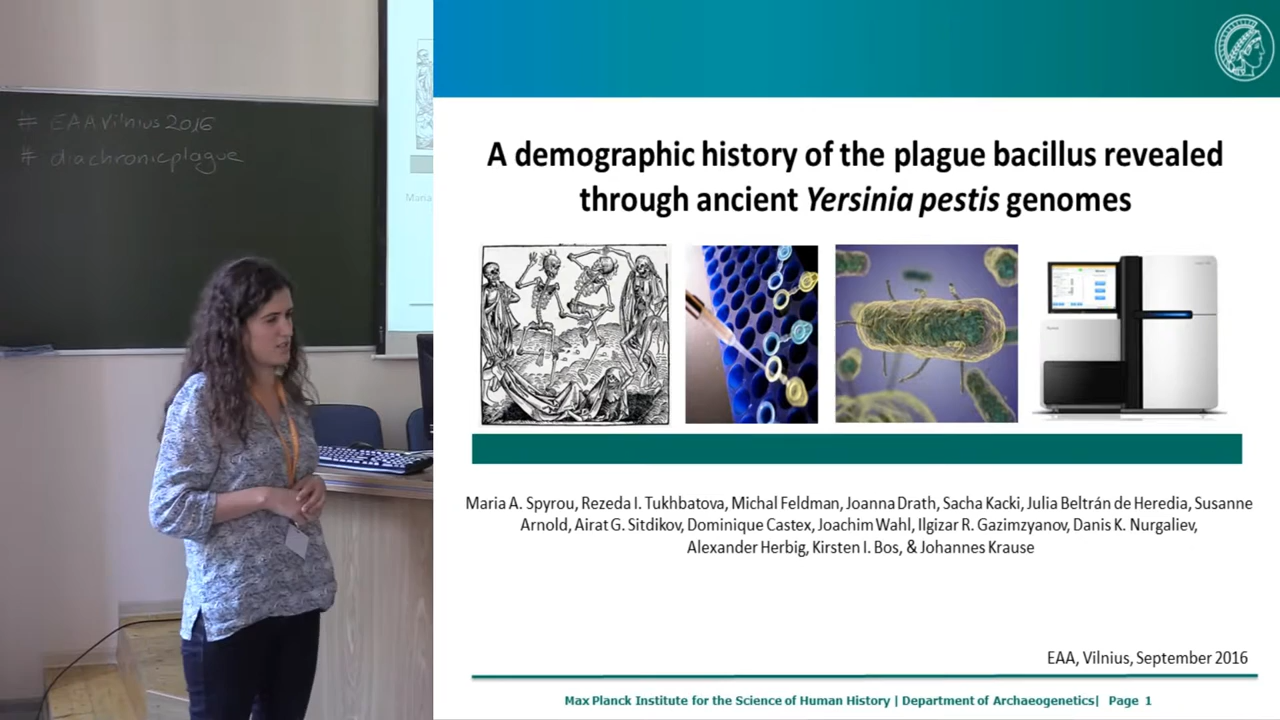 # EAAVilnius2016
# diachronicplague
A demographic history of the plague bacillus revealed
through ancient Yersinia pestis genomes
Maria A. Spyrou, Rezeda I. Tukhbatova, Michal Feldman, Joanna Drath, Sacha Kacki, Julia Beltrán de Heredia, Susanne
Arnold, Airat G. Sitdikov, Dominique Castex, Joachim Wahl, Ilgizar R. Gazimzyanov, Danis K. Nurgaliev,
Alexander Herbig, Kirsten I. Bos, & Johannes Krause
EAA, Vilnius, September 2016
Max Planck Institute for the Science of Human History | Department of Archaeogenetics| Page 1